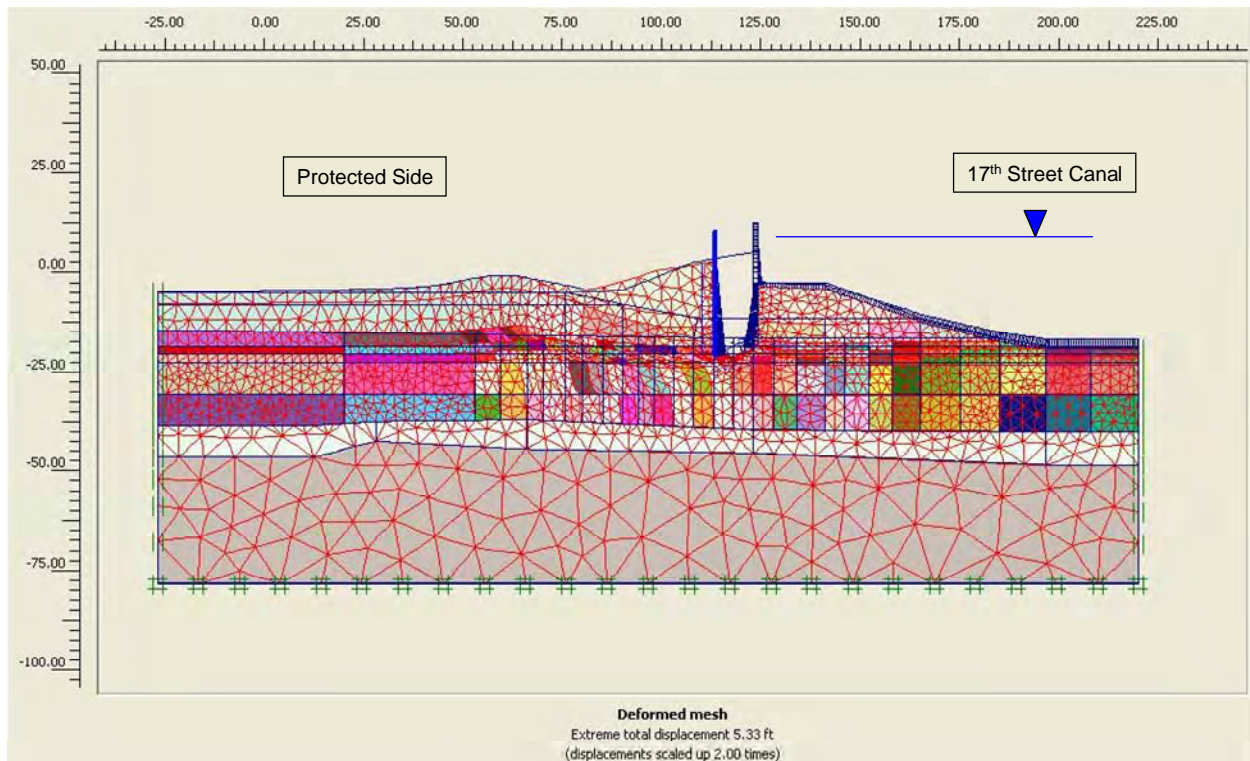 -25.00 0.00 25.00 50.00 75.00 100.00 125.00 150.00 175.00 200.00 225.00
50.00
25.00
0.00
-25.00
-50.00
-75.00
-100.00
Protected Side
17th Street Canal
Deformed mesh
Extreme total displacement 5.33 ft
(displacements scaled up 2.00 times)